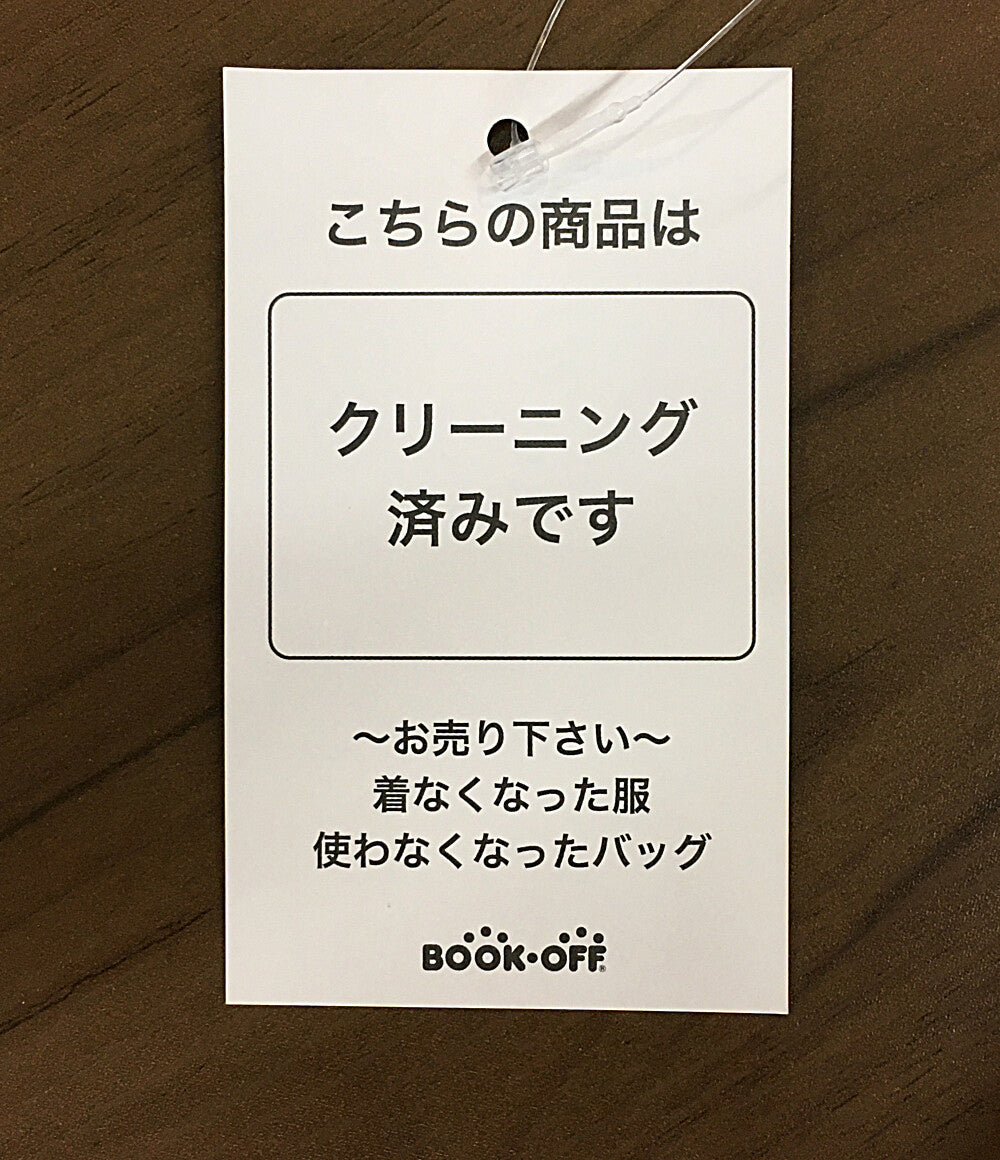 こちらの商品は
クリーニング
済みです
〜お売り下さい〜
着なくなった服
使わなくなったバッグ
BOOK・OFF®